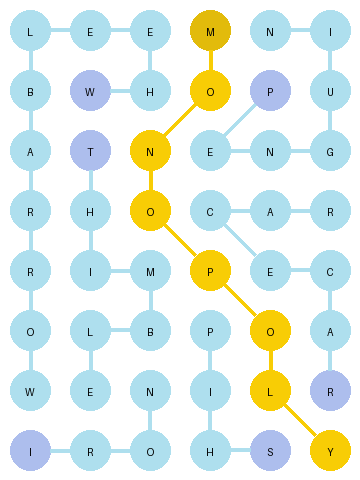 L E E M N I
B W H O P U
A T N E N G
R H O C A R
R I M P E C
O L B P O A
W E N I L R
I R O H S Y